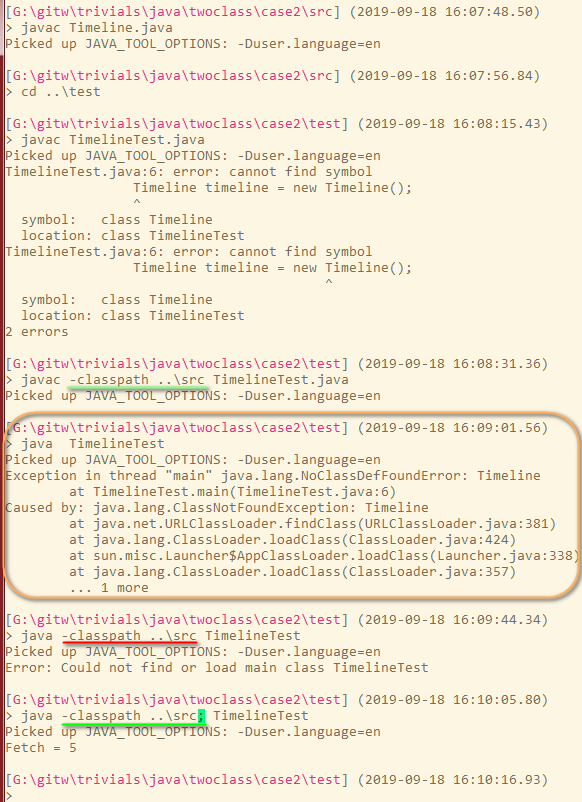 [G:\gitw\trivials\java\twoclass\case2\src] (2019-09-18 16:07:48.50)
> javac Timeline.java
Picked up JAVA_TOOL_OPTIONS: -Duser.language=en
[G:\gitw\trivials\java\twoclass\case2\src] (2019-09-18 16:07:56.84)
> cd ..\test
[G:\gitw\trivials\java\twoclass\case2\test] (2019-09-18 16:08:15.43)
> javac TimelineTest.java
Picked up JAVA_TOOL_OPTIONS: -Duser.language=en
TimelineTest.java:6: error: cannot find symbol
                Timeline timeline = new Timeline();
                ^
  symbol:   class Timeline
  location: class TimelineTest
TimelineTest.java:6: error: cannot find symbol
                Timeline timeline = new Timeline();
                                        ^
  symbol:   class Timeline
  location: class TimelineTest
2 errors
[G:\gitw\trivials\java\twoclass\case2\test] (2019-09-18 16:08:31.36)
> javac -classpath ..\src TimelineTest.java
Picked up JAVA_TOOL_OPTIONS: -Duser.language=en
[G:\gitw\trivials\java\twoclass\case2\test] (2019-09-18 16:09:01.56)
> java  TimelineTest
Picked up JAVA_TOOL_OPTIONS: -Duser.language=en
Exception in thread "main" java.lang.NoClassDefFoundError: Timeline
        at TimelineTest.main(TimelineTest.java:6)
Caused by: java.lang.ClassNotFoundException: Timeline
        at java.net.URLClassLoader.findClass(URLClassLoader.java:381)
        at java.lang.ClassLoader.loadClass(ClassLoader.java:424)
        at sun.misc.Launcher$AppClassLoader.loadClass(Launcher.java:338)
        at java.lang.ClassLoader.loadClass(ClassLoader.java:357)
        ... 1 more
[G:\gitw\trivials\java\twoclass\case2\test] (2019-09-18 16:09:44.34)
> java -classpath ..\src TimelineTest
Picked up JAVA_TOOL_OPTIONS: -Duser.language=en
Error: Could not find or load main class TimelineTest
[G:\gitw\trivials\java\twoclass\case2\test] (2019-09-18 16:10:05.80)
> java -classpath ..\src; TimelineTest
Picked up JAVA_TOOL_OPTIONS: -Duser.language=en
Fetch = 5
[G:\gitw\trivials\java\twoclass\case2\test] (2019-09-18 16:10:16.93)
>